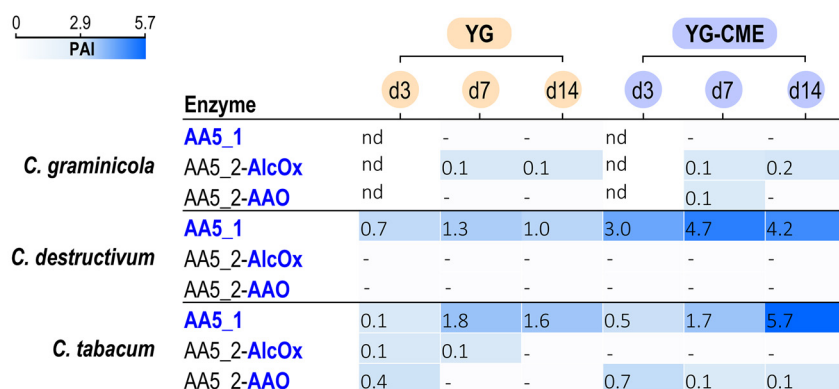 0 2.9 5.7
PAI
YG YG-CME
d3 d7 d14 d3 d7 d14
Enzyme
AA5_1 nd - - nd - -
C. graminicola AA5_2-AlcOx nd 0.1 0.1 nd 0.1 0.2
AA5_2-AAO nd - - nd 0.1 -
AA5_1 0.7 1.3 1.0 3.0 4.7 4.2
C. destructivum AA5_2-AlcOx - - - - - -
AA5_2-AAO - - - - - -
AA5_1 0.1 1.8 1.6 0.5 1.7 5.7
C. tabacum AA5_2-AlcOx 0.1 0.1 - - - -
AA5_2-AAO 0.4 - - 0.7 0.1 0.1